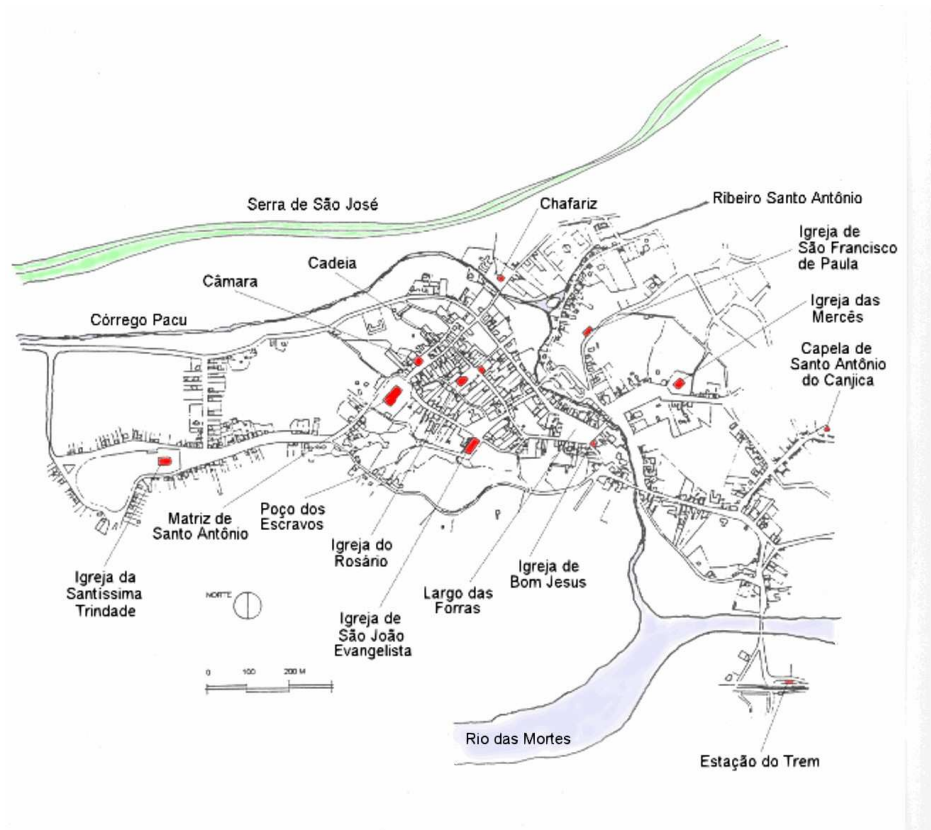 Serra de São José
Chafariz
Ribeiro Santo Antônio
Igreja de
São Francisco
de Paula
Câmara
Cadeia
Igreja das
Mercês
Córrego Pacu
Capela de
Santo Antônio
do Canjica
Matriz de
Santo Antônio
Poço dos
Escravos
Igreja do
Rosário
Igreja da
Santíssima
Trindade
Igreja de
São João
Evangelista
Largo das
Forras
Igreja de
Bom Jesus
NORTE
0 100 200 M
Rio das Mortes
Estação do Trem